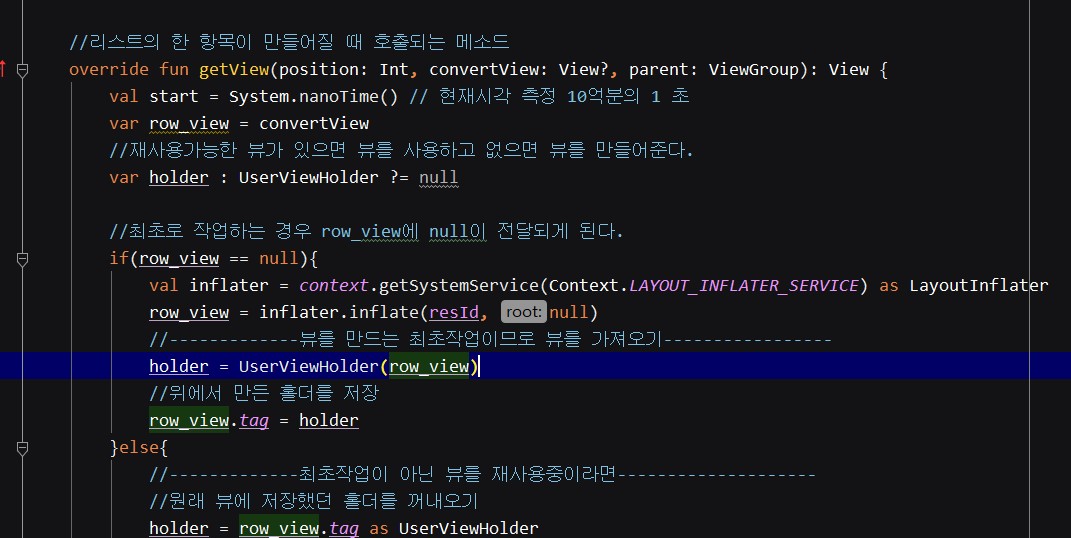 //리스트의 한 항목이 만들어질 때 호출되는 메소드
override fun getView(position: Int, convertView: View?, parent: ViewGroup): View {
val start = System.nanoTime() // 현재시각 측정 10억분의 1 초
var row_view = convertView
//재사용가능한 뷰가 있으면 뷰를 사용하고 없으면 뷰를 만들어준다.
var holder : UserViewHolder ?= null
//최초로 작업하는 경우 row_view에 null이 전달되게 된다.
if(row_view == null){
val inflater = context.getSystemService(Context.LAYOUT_INFLATER_SERVICE) as LayoutInflater
row_view = inflater.inflate(resId, root: null)
//-------------뷰를 만드는 최초작업이므로 뷰를 가져오기-----------------
holder = UserViewHolder(row_view)
//위에서 만든 홀더를 저장
row_view.tag = holder
}else{
//-------------최초작업이 아닌 뷰를 재사용중이라면--------------------
//원래 뷰에 저장했던 홀더를 꺼내오기
holder = row_view.tag as UserViewHolder